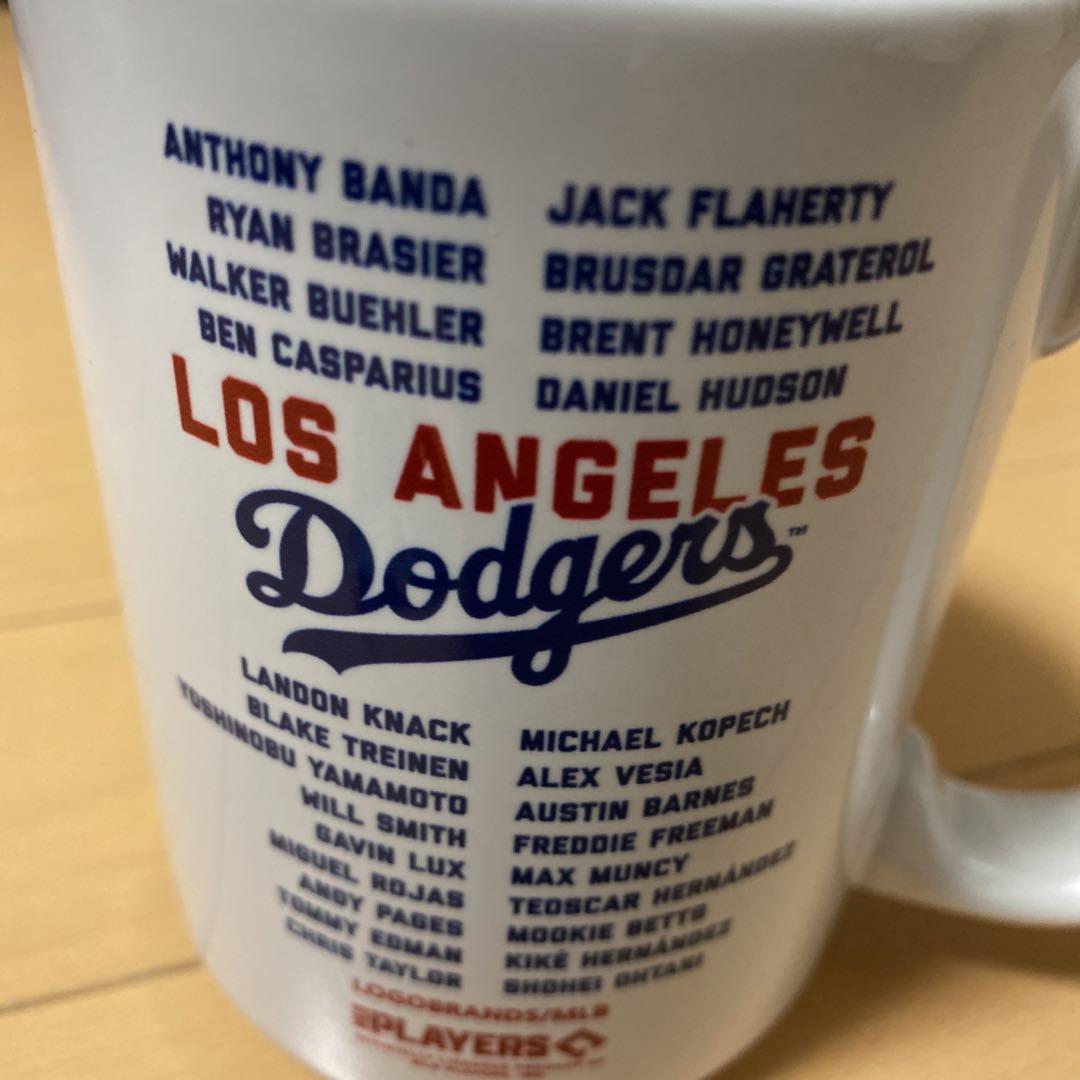 ANTHONY BANDA JACK FLAHERTY
RYAN BRASIER BRUSDAR GRATEROL
WALKER BUEHLER BRENT HONEYWELL
BEN CASPARIUS DANIEL HUDSON
LOS ANGELES
Dodgers™
LANDON KNACK MICHAEL KOPECH
BLAKE TREINEN ALEX VESIA
YOSHINOBU YAMAMOTO AUSTIN BARNES
WILL SMITH FREDDIE FREEMAN
GAVIN LUX MAX MUNCY
MIGUEL ROJAS TEOSCAR HERNÁNDEZ
ANDY PAGES MOOKIE BETTS
TOMMY EDMAN KIKÉ HERNÁNDEZ
CHRIS TAYLOR SHOHEI OHTANI
LOGOBRANDS/MLB
PLAYERS